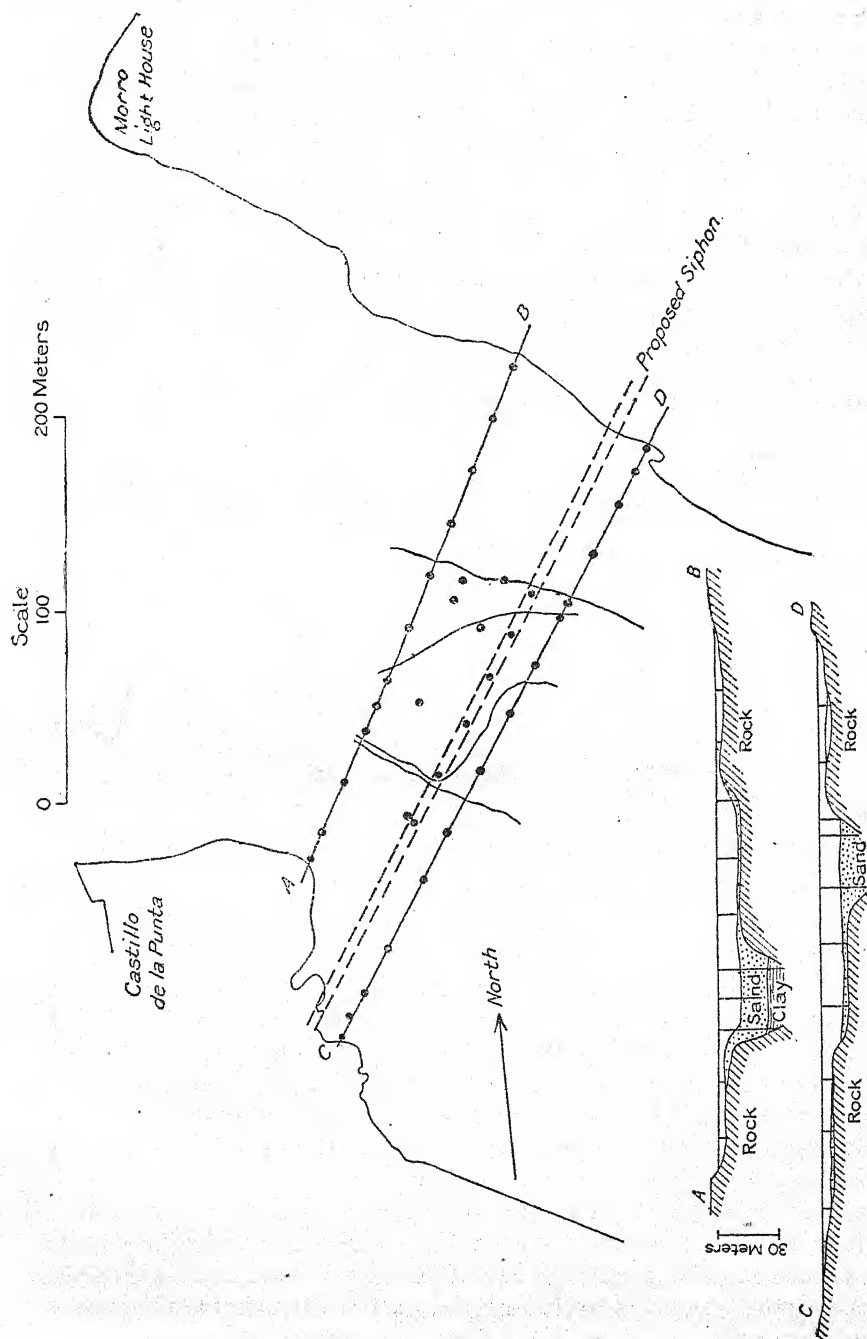 Morro
Light House
Scale
0 100 200 Meters
Castillo
de la Punta
A
B
Proposed Siphon
C
D
North
A
B
Rock
Sand
Clay
Rock
30 Meters
C
D
Rock
Sand
Rock